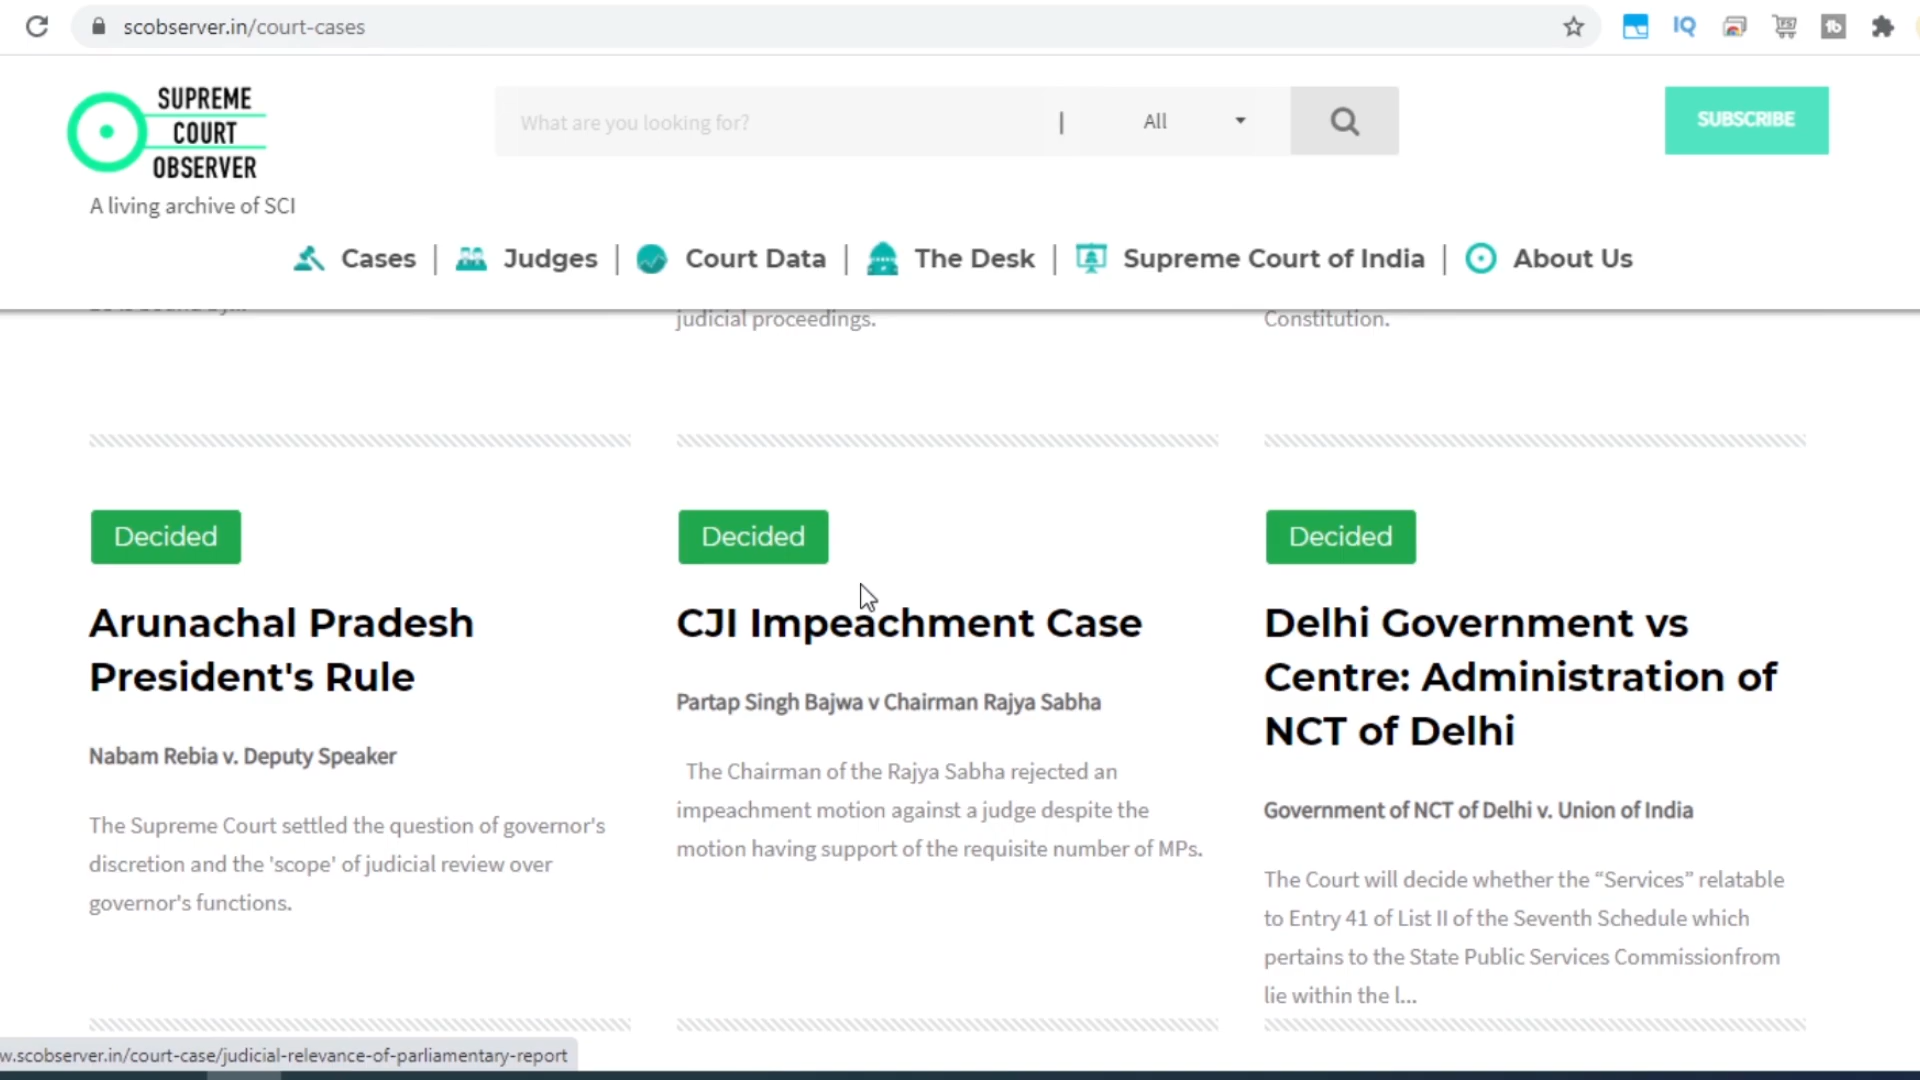 scobserver.in/court-cases
IQ
SUPREME
COURT
OBSERVER
A living archive of SCI
What are you looking for?
|
All
SUBSCRIBE
Cases | Judges | Court Data | The Desk | Supreme Court of India | About Us
judicial proceedings.
Constitution.
Decided
Arunachal Pradesh
President's Rule
Nabam Rebia v. Deputy Speaker
The Supreme Court settled the question of governor's
discretion and the 'scope' of judicial review over
governor's functions.
Decided
CJI Impeachment Case
Partap Singh Bajwa v Chairman Rajya Sabha
The Chairman of the Rajya Sabha rejected an
impeachment motion against a judge despite the
motion having support of the requisite number of MPs.
Decided
Delhi Government vs
Centre: Administration of
NCT of Delhi
Government of NCT of Delhi v. Union of India
The Court will decide whether the “Services” relatable
to Entry 41 of List II of the Seventh Schedule which
pertains to the State Public Services Commissionfrom
lie within the l...
w.scobserver.in/court-case/judicial-relevance-of-parliamentary-report